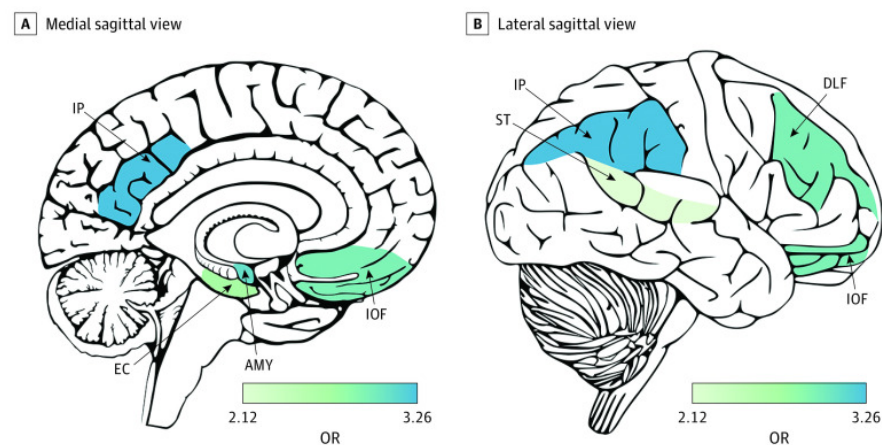 A Medial sagittal view
IP
EC
AMY
IOF
2.12 3.26
OR
B Lateral sagittal view
IP
ST
DLF
IOF
2.12 3.26
OR